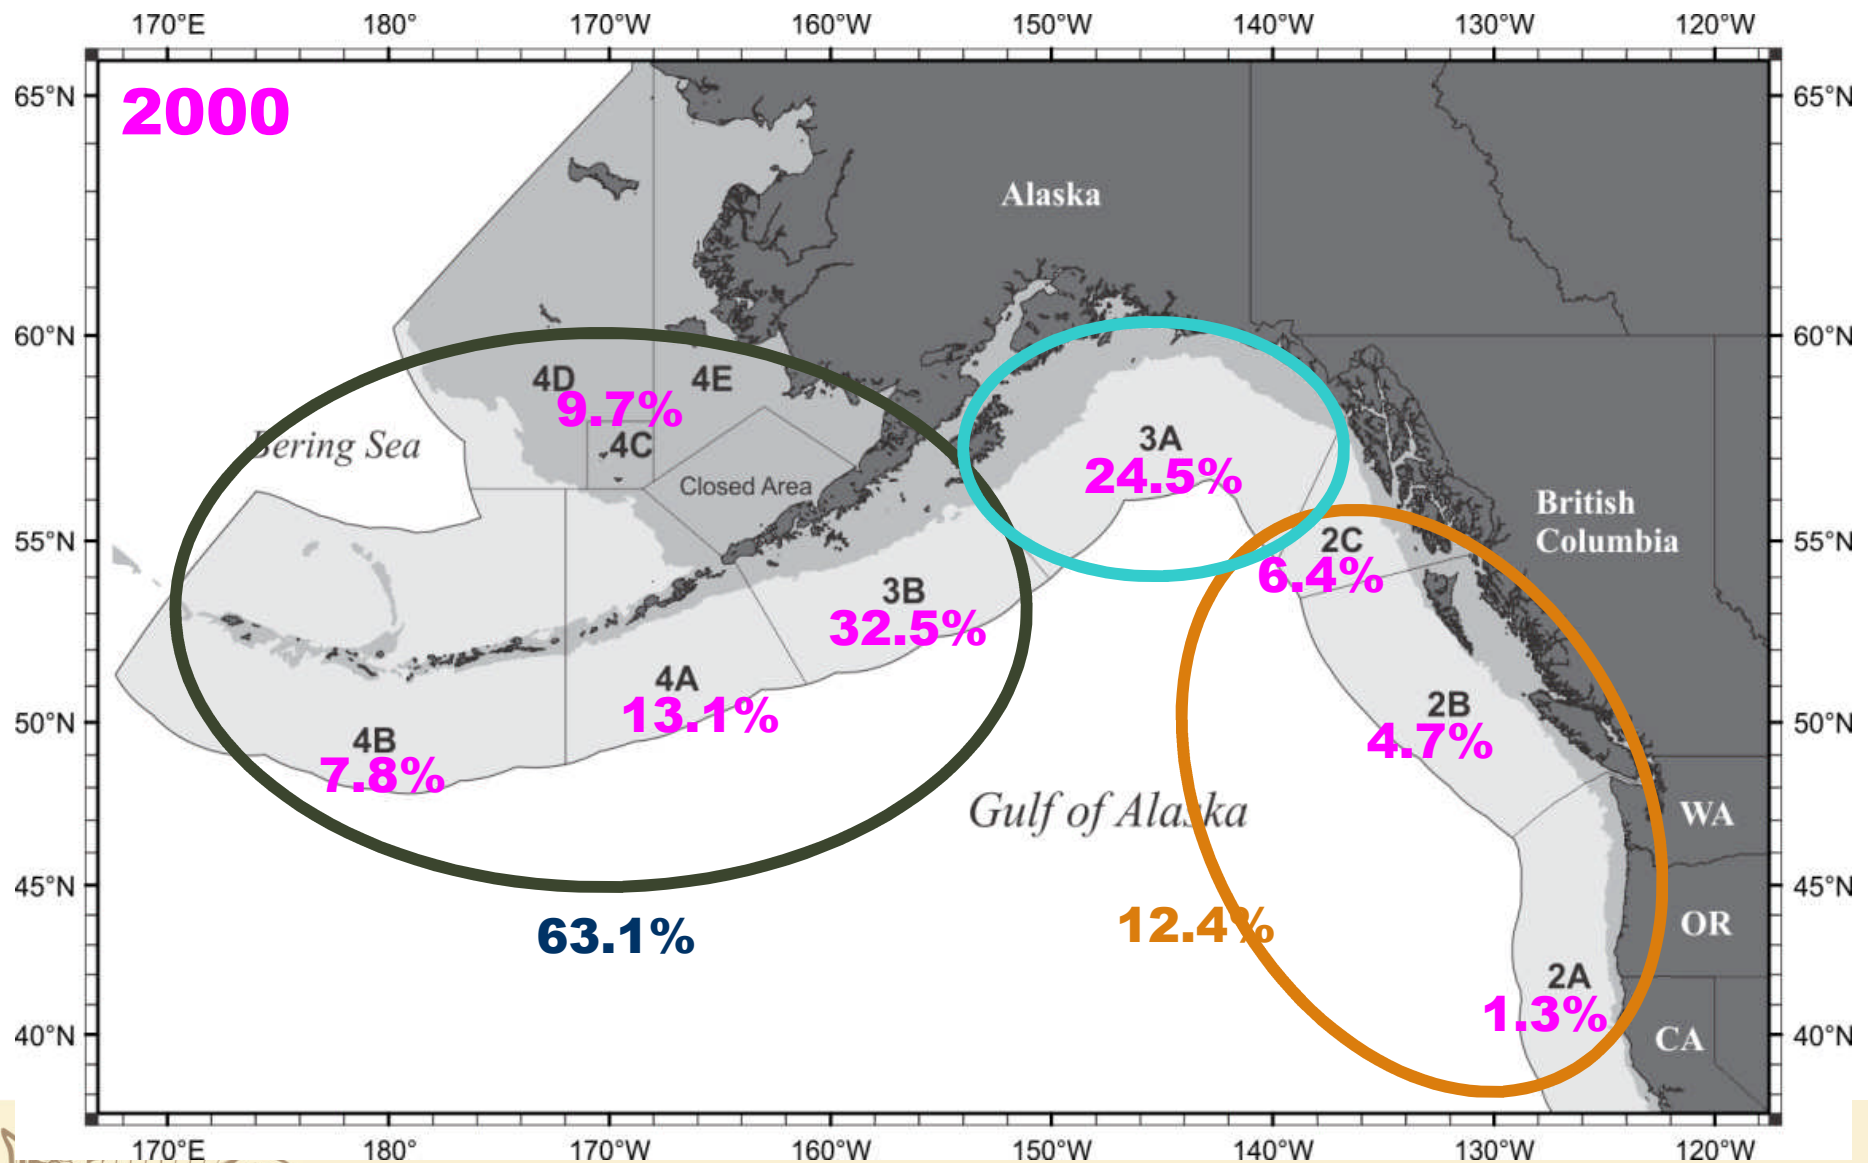 170°E 180° 170°W 160°W 150°W 140°W 130°W 120°W
65°N 65°N
2000
Alaska
60°N 60°N
4D 4E
9.7%
3A
Bering Sea 4C
24.5%
Closed Area
British
Columbia
55°N 2C 55°N
6.4%
3B
32.5%
4A
2B
13.1%
50°N 50°N
4B 4.7%
7.8%
Gulf of Alaska WA
45°N 45°N
63.1% 12.4% OR
2A
1.3%
40°N CA 40°N
170°E 180° 170°W 160°W 150°W 140°W 130°W 120°W